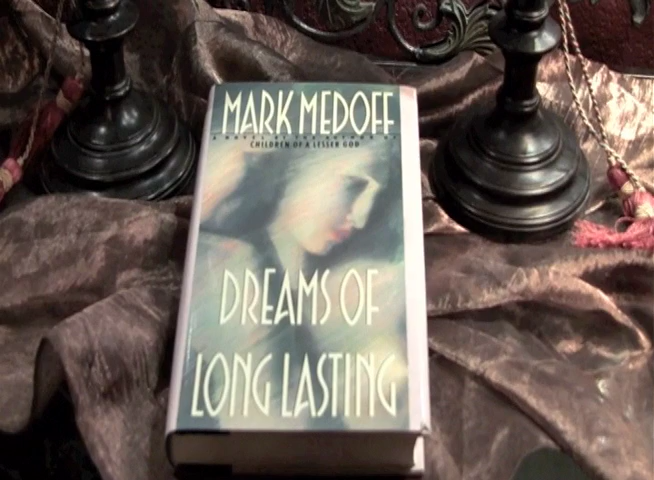 MARK MEDOFF
A NOVEL BY THE AUTHOR OF
CHILDREN OF A LESSER GOD
DREAMS OF
LONG LASTING